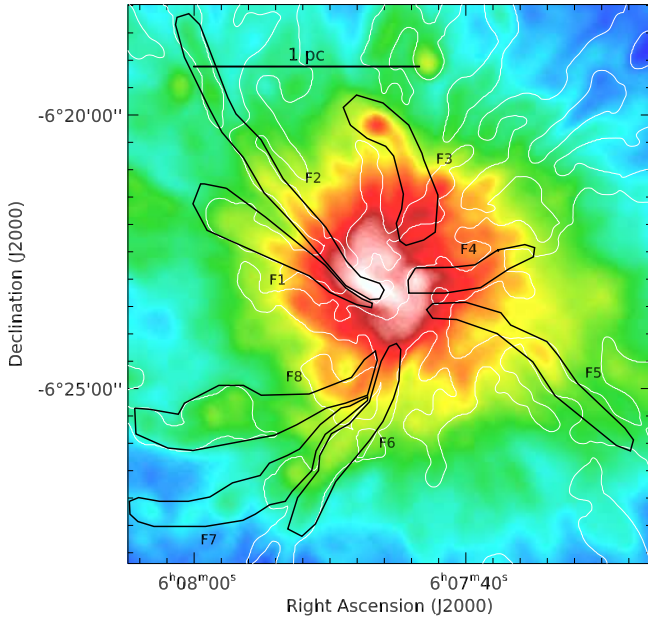 1 pc
-6°20'00''
F3
F2
F4
F1
Declination (J2000)
F5
F8
-6°25'00''
F6
F7
6ʰ08ᵐ00ˢ
6ʰ07ᵐ40ˢ
Right Ascension (J2000)